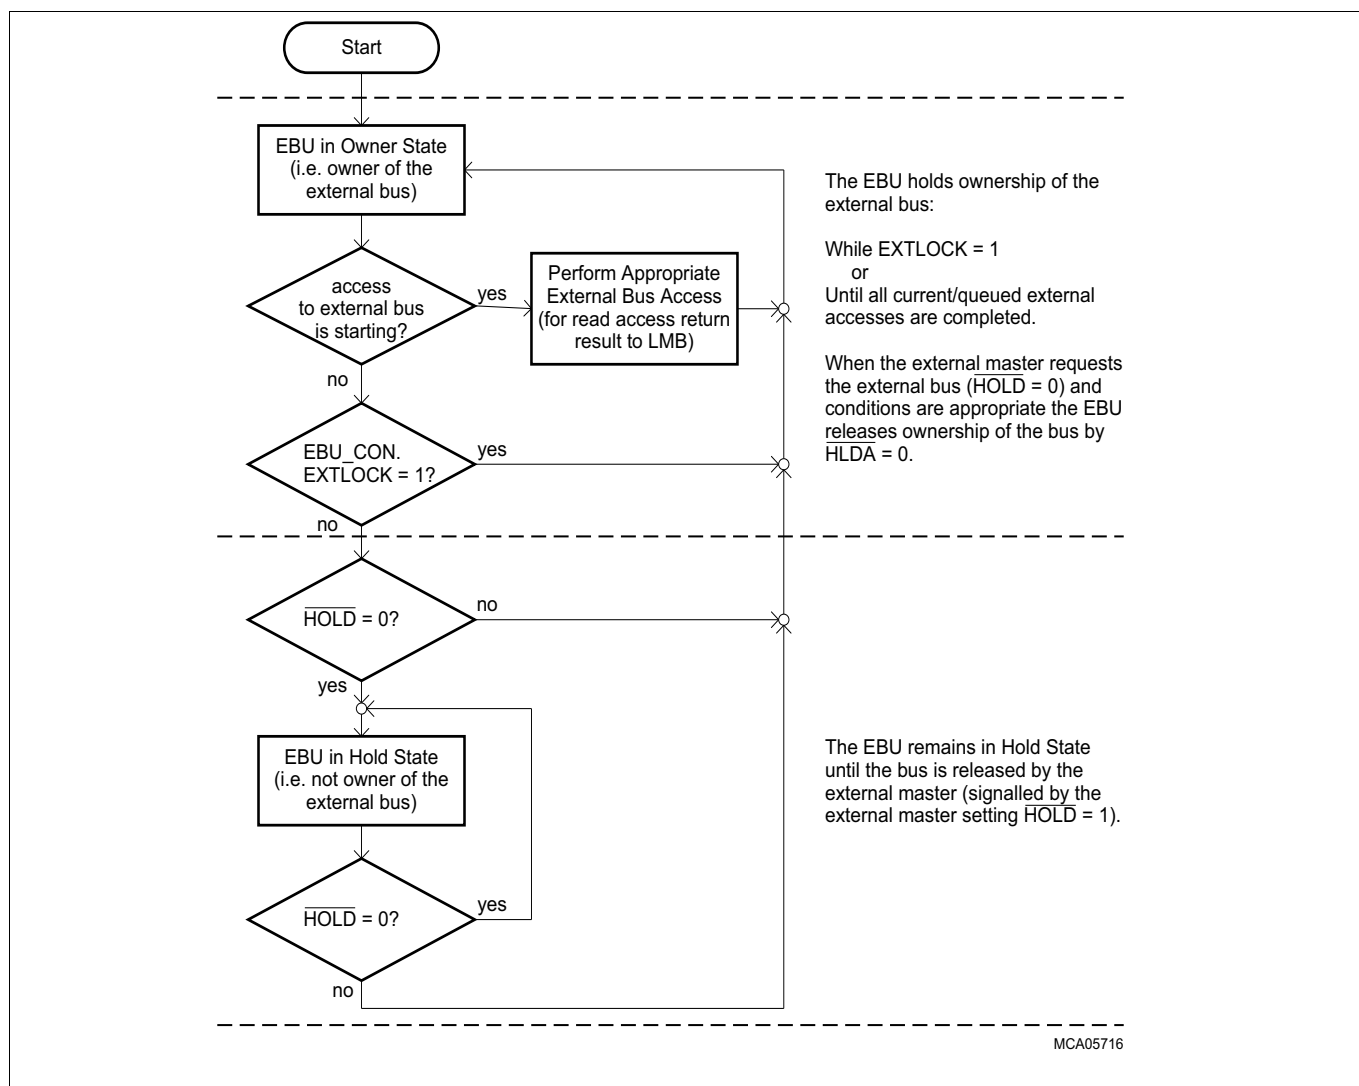 Start
EBU in Owner State
(i.e. owner of the
external bus)
The EBU holds ownership of the
external bus:
While EXTLOCK = 1
or
Until all current/queued external
accesses are completed.
When the external master requests
the external bus (H̅O̅L̅D̅ = 0) and
conditions are appropriate the EBU
releases ownership of the bus by
H̅L̅D̅A̅ = 0.
access
to external bus
is starting?
yes
Perform Appropriate
External Bus Access
(for read access return
result to LMB)
no
EBU_CON.
EXTLOCK = 1?
yes
no
H̅O̅L̅D̅ = 0?
no
yes
EBU in Hold State
(i.e. not owner of the
external bus)
The EBU remains in Hold State
until the bus is released by the
external master (signalled by the
external master setting H̅O̅L̅D̅ = 1).
H̅O̅L̅D̅ = 0?
yes
no
MCA05716